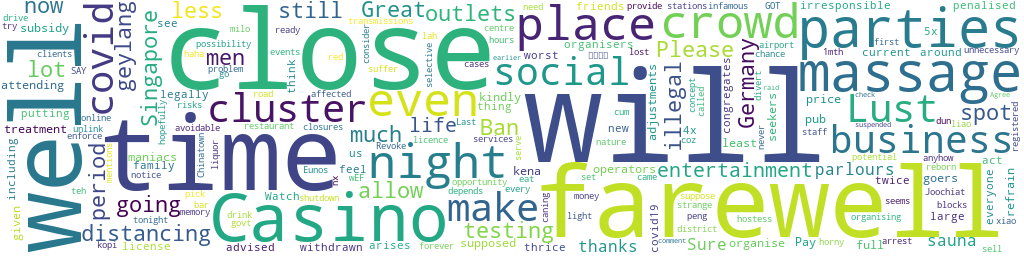 will
close
time
farewell
well
Casino
night
massage
parties
business
place
crowd
social
cluster
even
make
covid
Lust
now
subsidy
lot
attending
putting
treatment
including
given
period
distancing
going
kopi
license
geylang
see
Singapore
men
less
legally
think
risks
avoidable
maniacs
family
notice
tonight
pick
bar
memory
advised
withdrawn
arises
forever
drink
govt
Watch
shutdown
Chinatown
liquor
Eunos
restaurant
closures
affected
road
events
red
problem
possibility
haha
clients
try
drive
milo
ready
online
uplink
enforce
SAY
hopefully
teh
WEF
feel
us
life
much
Revoke
licence
Last
services
allow
opportunity
depends
every
eat
testing
supposed
thrice
thanks
kena
Ban
thing
kindly
selective
suffer
centre
hours
cases
earlier
lah
transmissions
consider
still
Great
outlets
need
friends
worst
organisers
stations
infamous
provide
lost
GOT
irresponsible
penalised
5x
current
around
unnecessary
1mth
Please
illegal
adjustments
cum
new
nature
operators
serve
caning
money
set
came
light
covid19
peng
district
hostess
strange
suppose
Sure
organise
Pay
horny
arrest
full
entertainment
least
4x
coz
called
concept
congregates
Germany
seekers
divert
airport
chance
never
raid
price
pub
staff
check
suspended
dun
liao
spot
registered
Agree
anyhow
parlours
twice
goers
act
everyone
refrain
seems
Joochiat
reborn
potential
blocks
large
xiao
organising
sauna
comment
sell